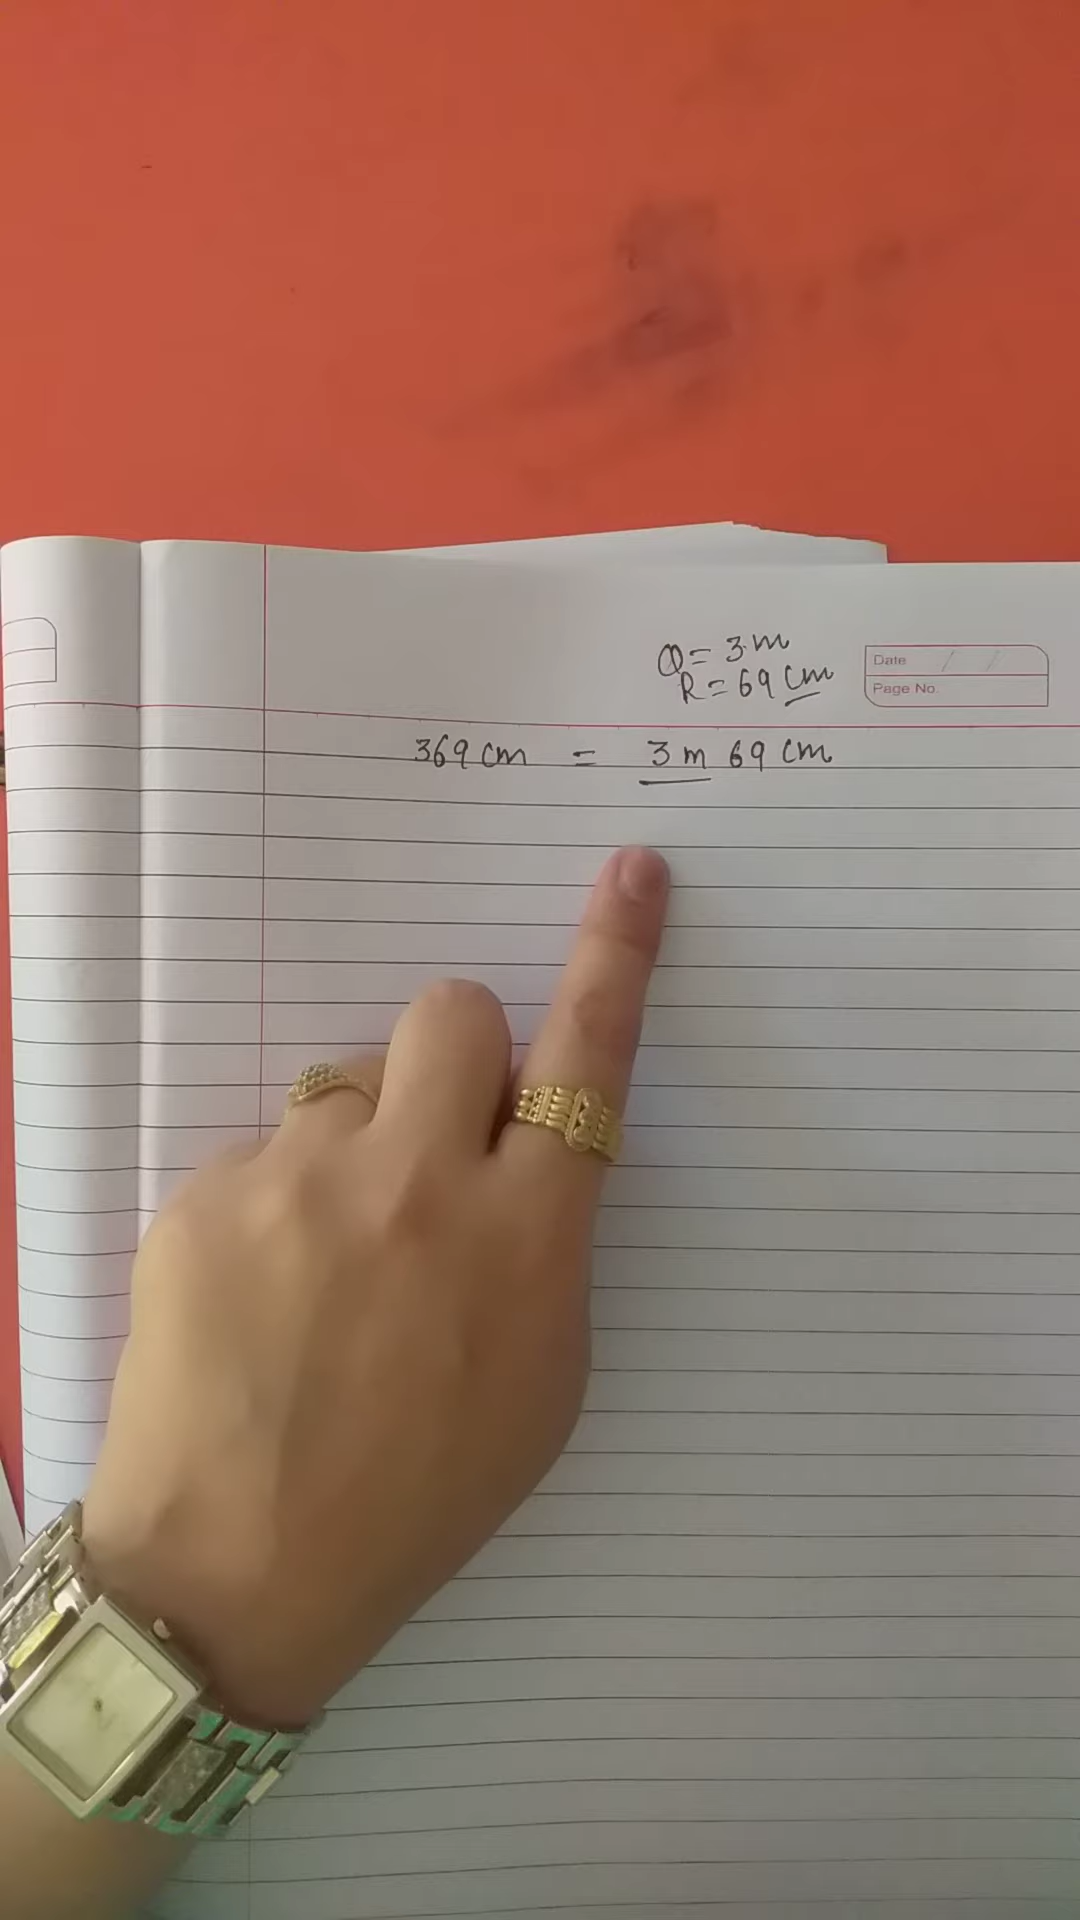 Q = 3 m
R = 69 cm
Date / /
Page No.
369 cm = 3 m 69 cm